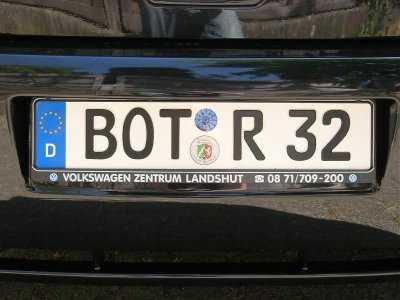 D BOT R 32
VOLKSWAGEN ZENTRUM LANDSHUT ☎ 08 71/709-200